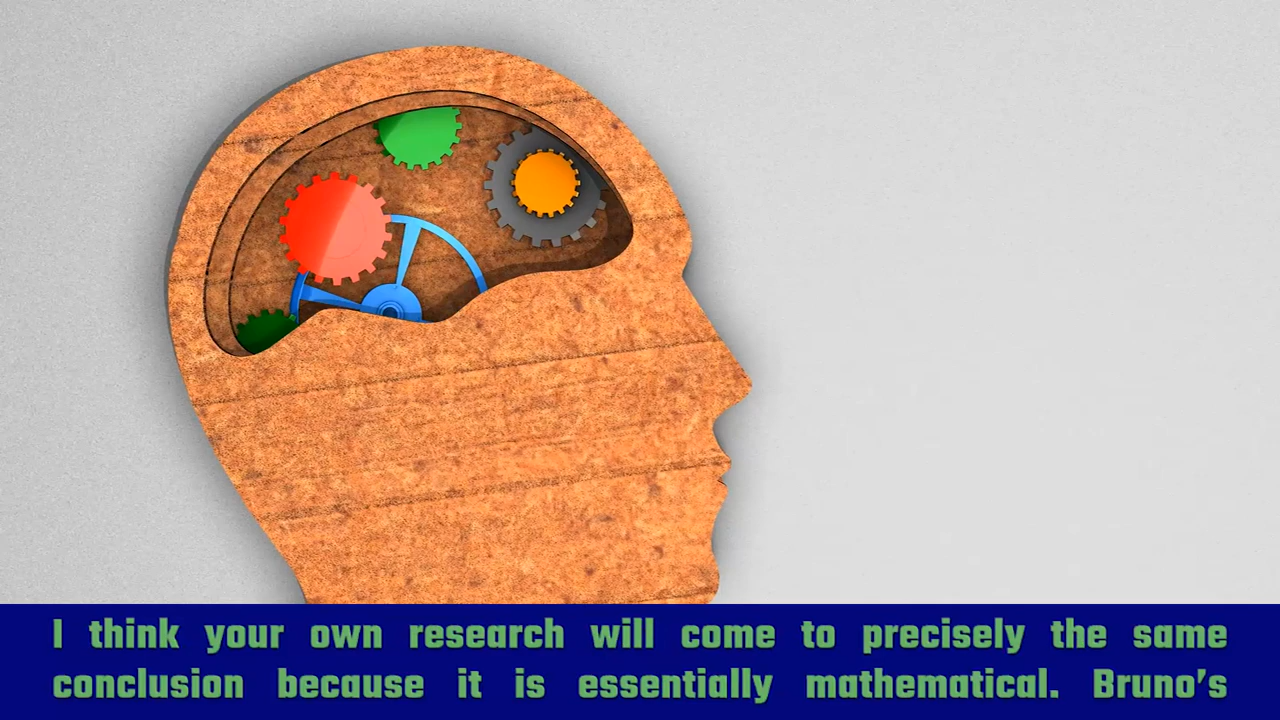 I think your own research will come to precisely the same
conclusion because it is essentially mathematical. Bruno’s